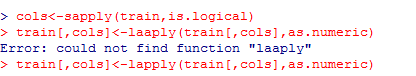 > cols<-sapply(train,is.logical)
> train[,cols]<-laaply(train[,cols],as.numeric)
Error: could not find function "laaply"
> train[,cols]<-lapply(train[,cols],as.numeric)